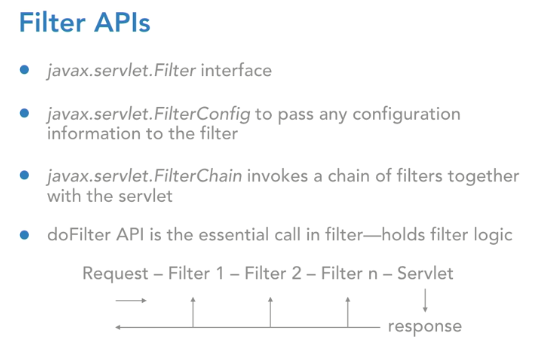 Filter APIs
javax.servlet.Filter interface
javax.servlet.FilterConfig to pass any configuration
information to the filter
javax.servlet.FilterChain invokes a chain of filters together
with the servlet
doFilter API is the essential call in filter—holds filter logic
Request – Filter 1 – Filter 2 – Filter n – Servlet
response